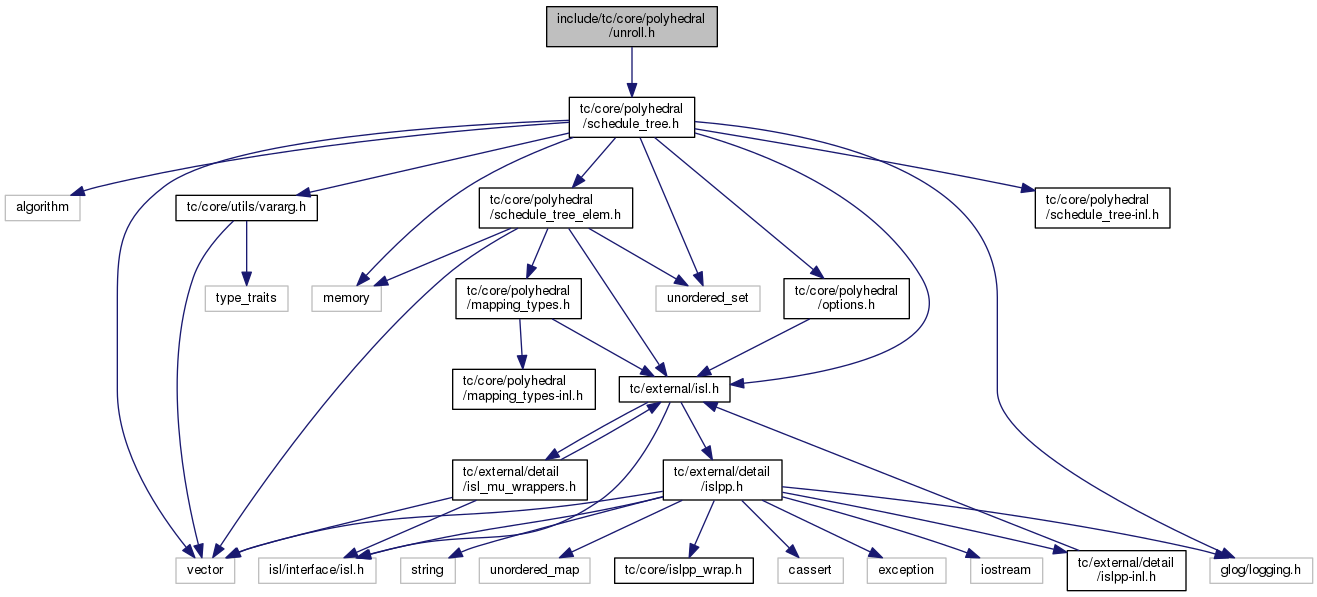 include/tc/core/polyhedral
/unroll.h
tc/core/polyhedral
/schedule_tree.h
algorithm
tc/core/utils/vararg.h
tc/core/polyhedral
/schedule_tree_elem.h
tc/core/polyhedral
/schedule_tree-inl.h
type_traits
memory
tc/core/polyhedral
/mapping_types.h
unordered_set
tc/core/polyhedral
/options.h
tc/core/polyhedral
/mapping_types-inl.h
tc/external/isl.h
tc/external/detail
/isl_mu_wrappers.h
tc/external/detail
/islpp.h
vector
isl/interface/isl.h
string
unordered_map
tc/core/islpp_wrap.h
cassert
exception
iostream
tc/external/detail
/islpp-inl.h
glog/logging.h